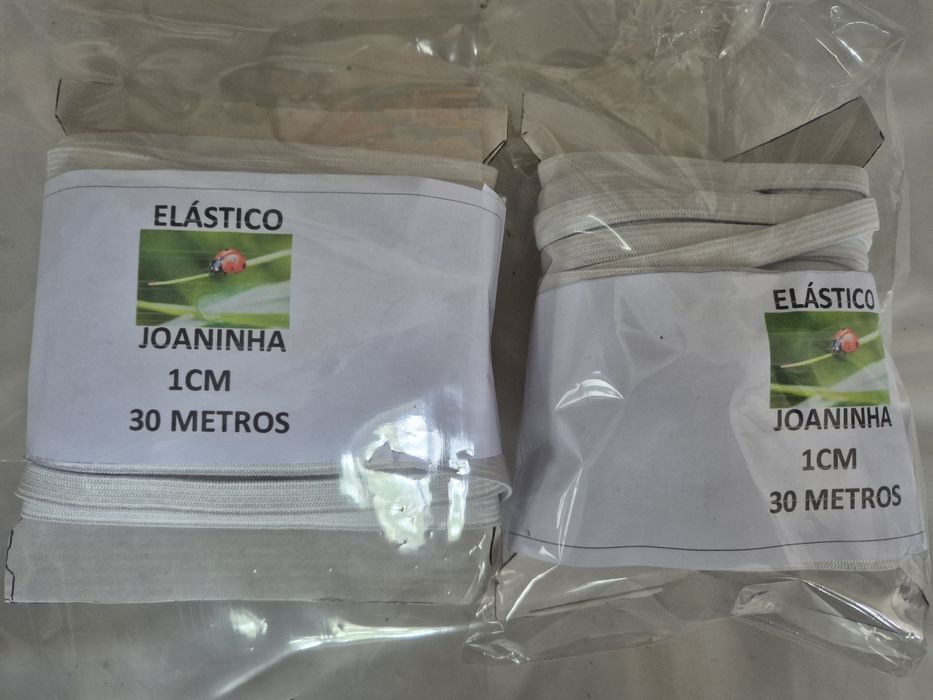 ELÁSTICO
JOANINHA
1CM
30 METROS
ELÁSTICO
JOANINHA
1CM
30 METROS